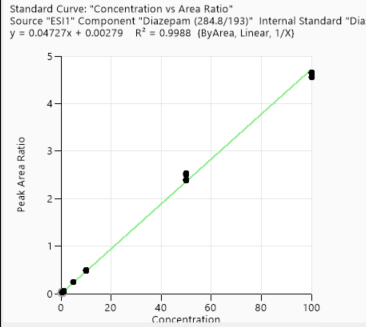 Standard Curve: "Concentration vs Area Ratio"
Source "ESI1" Component "Diazepam (284.8/193)" Internal Standard "Dia
y = 0.04727x + 0.00279 R² = 0.9988 (ByArea, Linear, 1/X)
5
4
3
2
1
0
Peak Area Ratio
0 20 40 60 80 100
Concentration